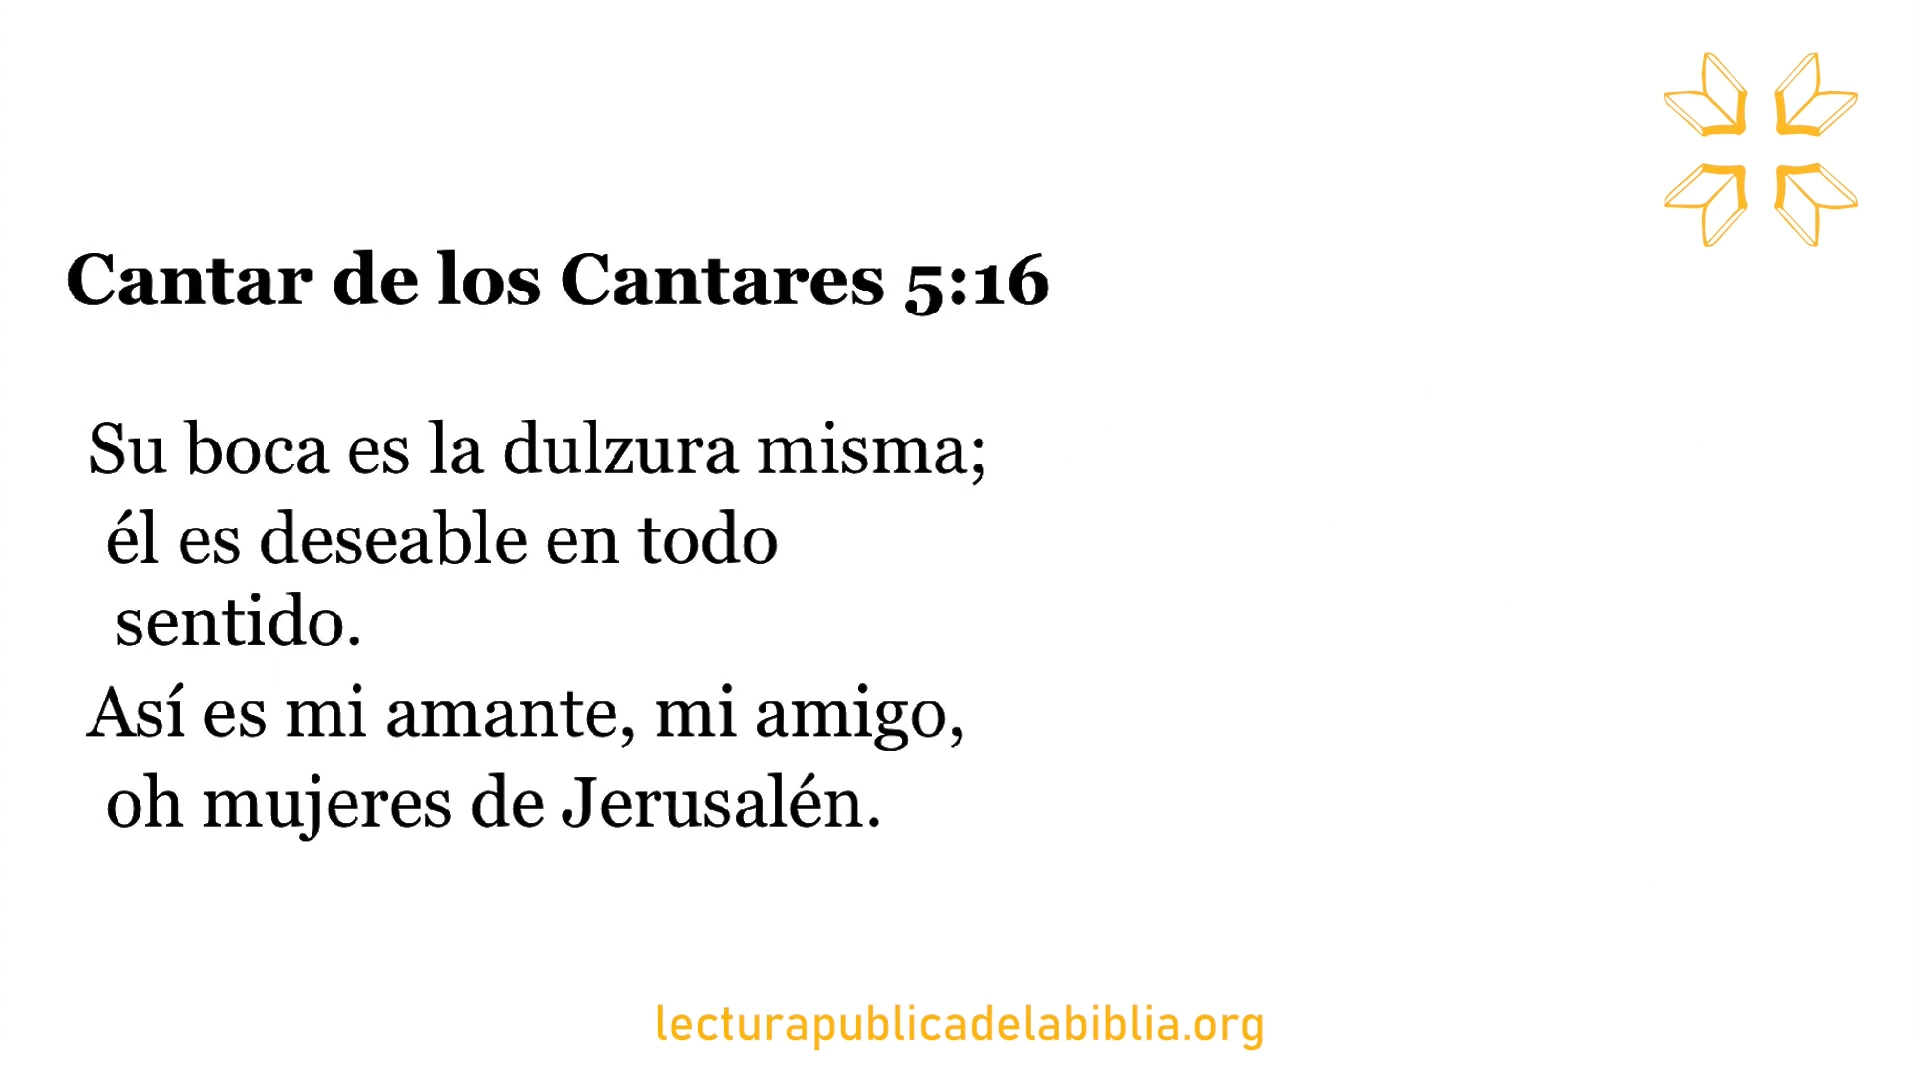 Cantar de los Cantares 5:16
Su boca es la dulzura misma;
él es deseable en todo
sentido.
Así es mi amante, mi amigo,
oh mujeres de Jerusalén.
lecturapublicadelabiblia.org